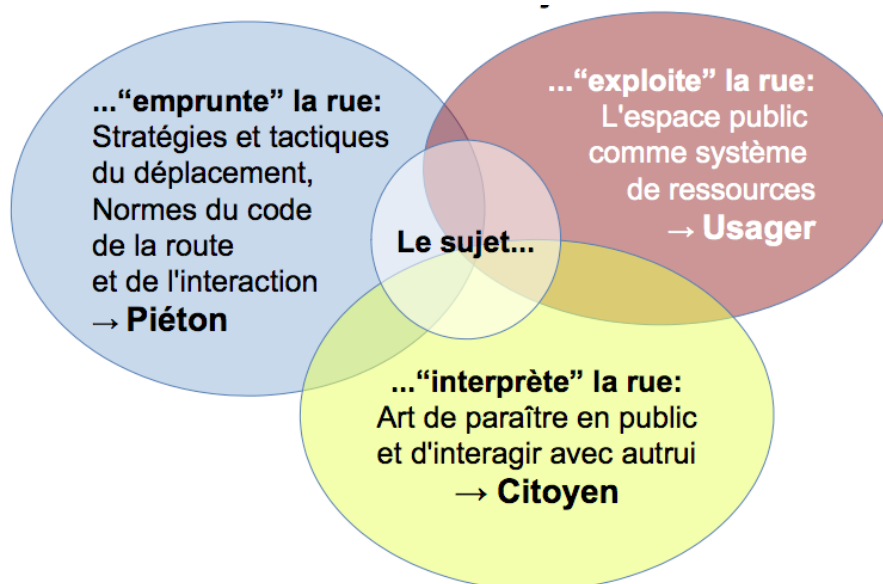 ..."emprunte" la rue:
Stratégies et tactiques
du déplacement,
Normes du code
de la route
et de l'interaction
→ Piéton
..."exploite" la rue:
L'espace public
comme système
de ressources
→ Usager
Le sujet...
..."interprète" la rue:
Art de paraître en public
et d'interagir avec autrui
→ Citoyen